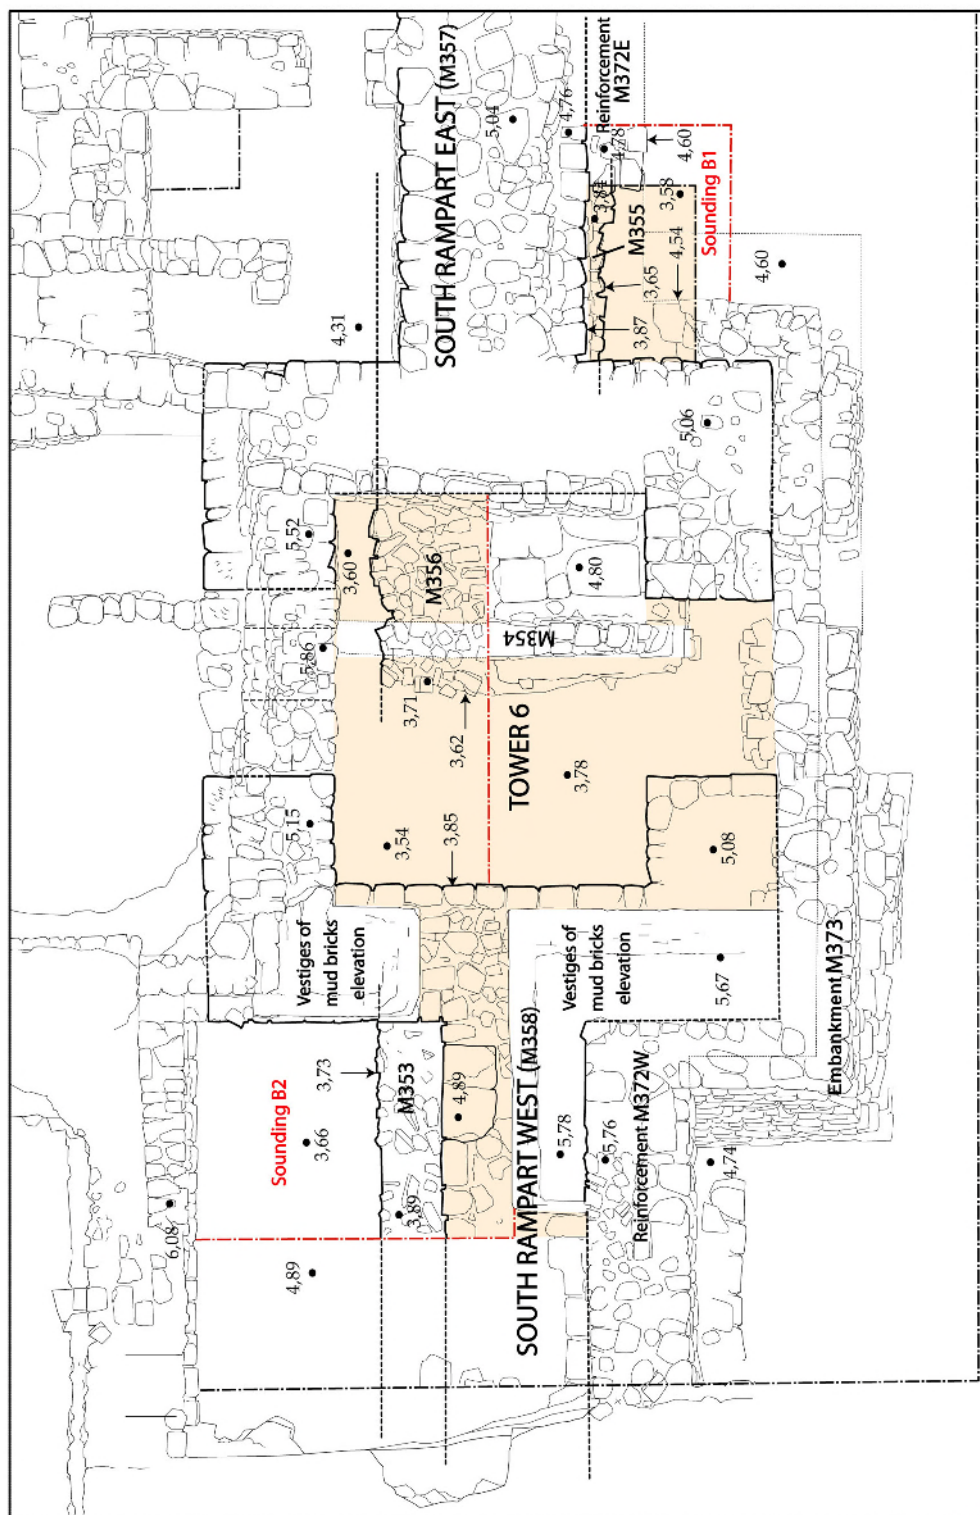 SOUTH RAMPART EAST (M357)
5,04
4,76
Reinforcement
M372E
4,78
4,60
3,84
M355
3,58
4,54
Sounding B1
3,65
3,87
4,60
4,31
5,06
5,52
3,60
M356
4,80
5,86
M354
3,71
3,62
TOWER 6
3,78
5,15
3,54
3,85
5,08
Vestiges of
mud bricks
elevation
Vestiges of
mud bricks
elevation
5,67
Embankment M373
Sounding B2
3,73
3,66
M353
4,89
3,89
SOUTH RAMPART WEST (M358)
5,78
5,76
Reinforcement M372W
4,74
6,08
4,89